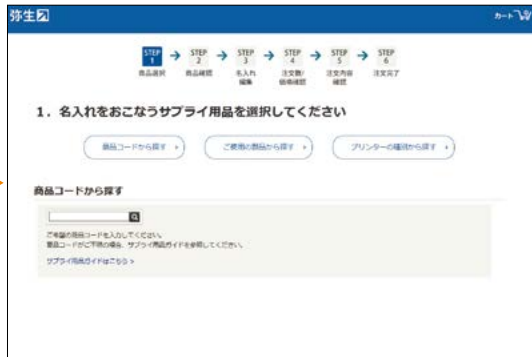 弥生
カート
STEP 1 → STEP 2 → STEP 3 → STEP 4 → STEP 5 → STEP 6
商品選択 商品確認 名入れ編集 注文数/価格確認 注文内容確認 注文完了
1. 名入れをおこなうサプライ用品を選択してください
商品コードから探す ご使用の製品から探す プリンターの種別から探す
商品コードから探す
ご希望の商品コードを入力してください。
商品コードがご不明の場合、サプライ用品ガイドを参照してください。
サプライ用品ガイドはこちら >